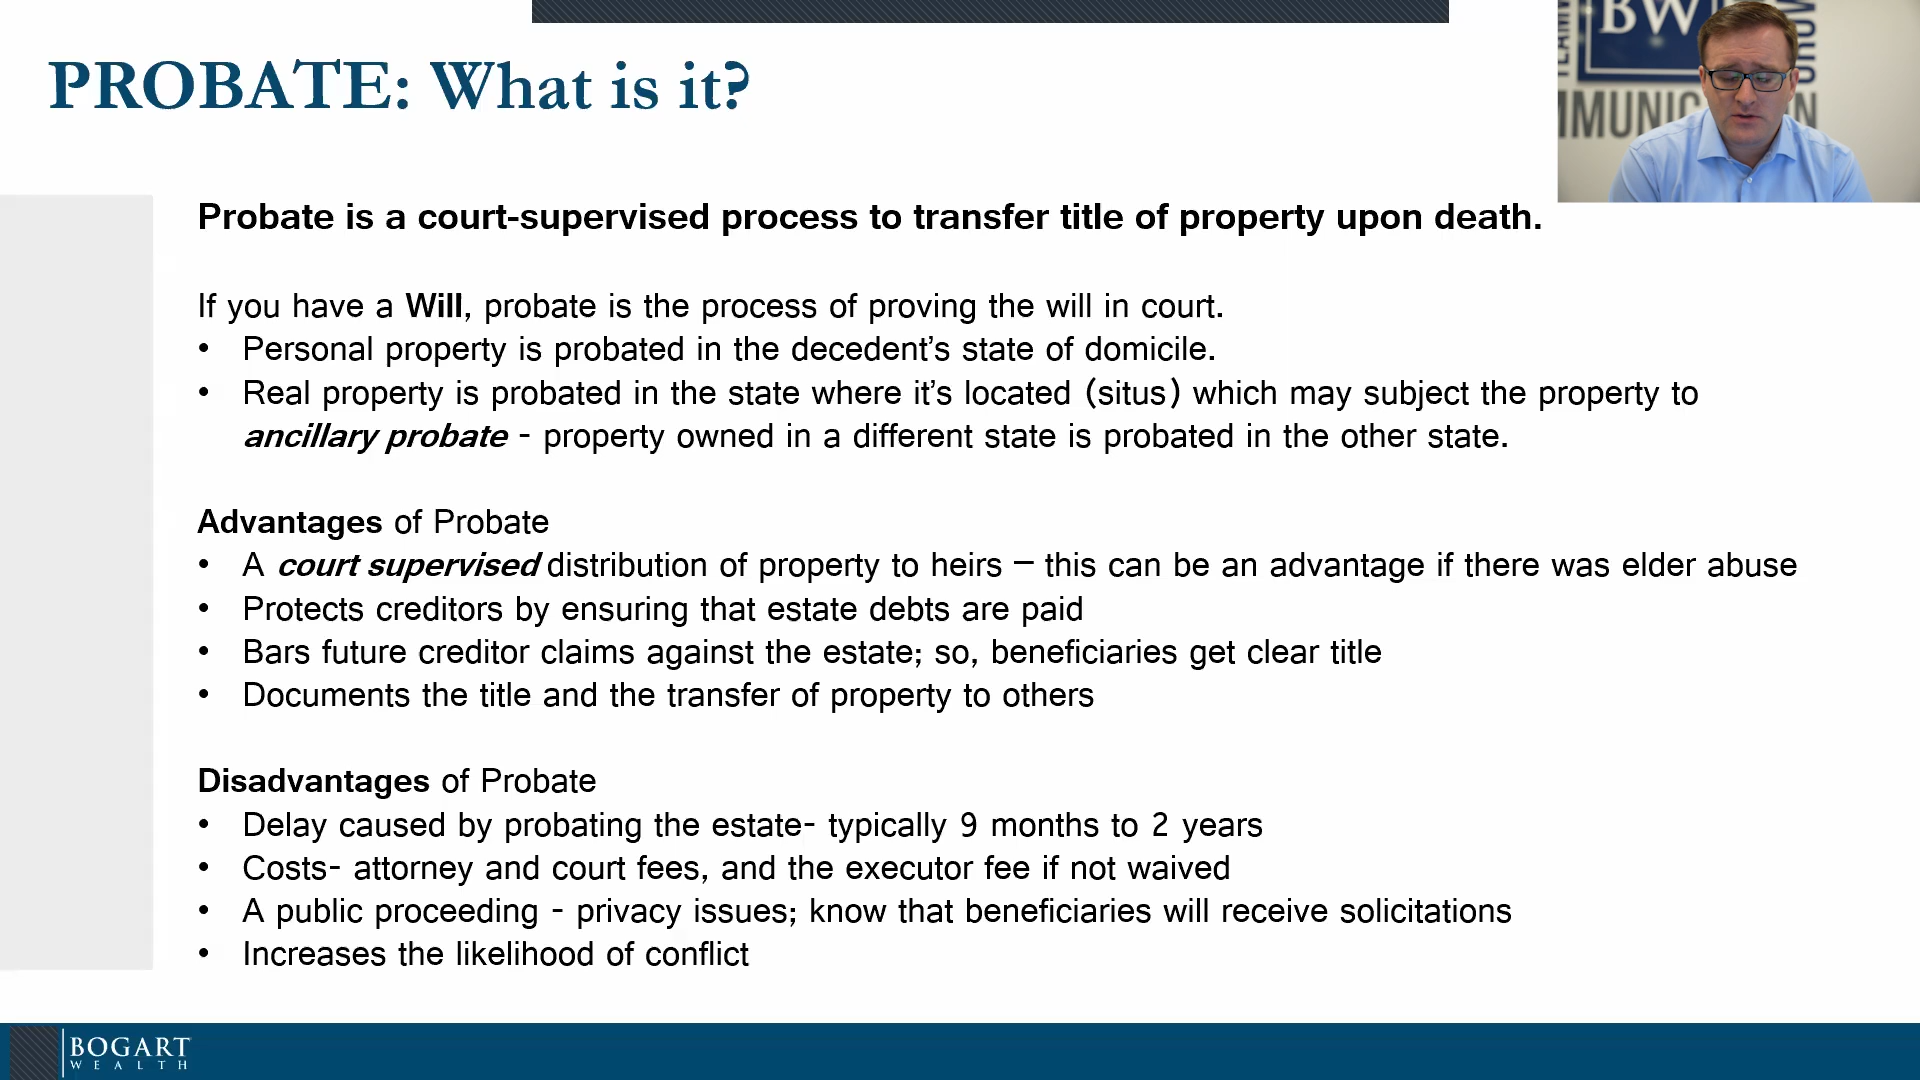 PROBATE: What is it?
BW
Probate is a court-supervised process to transfer title of property upon death.
If you have a Will, probate is the process of proving the will in court.
• Personal property is probated in the decedent’s state of domicile.
• Real property is probated in the state where it’s located (situs) which may subject the property to
ancillary probate - property owned in a different state is probated in the other state.
Advantages of Probate
• A court supervised distribution of property to heirs – this can be an advantage if there was elder abuse
• Protects creditors by ensuring that estate debts are paid
• Bars future creditor claims against the estate; so, beneficiaries get clear title
• Documents the title and the transfer of property to others
Disadvantages of Probate
• Delay caused by probating the estate- typically 9 months to 2 years
• Costs- attorney and court fees, and the executor fee if not waived
• A public proceeding - privacy issues; know that beneficiaries will receive solicitations
• Increases the likelihood of conflict
BOGART
WEALTH